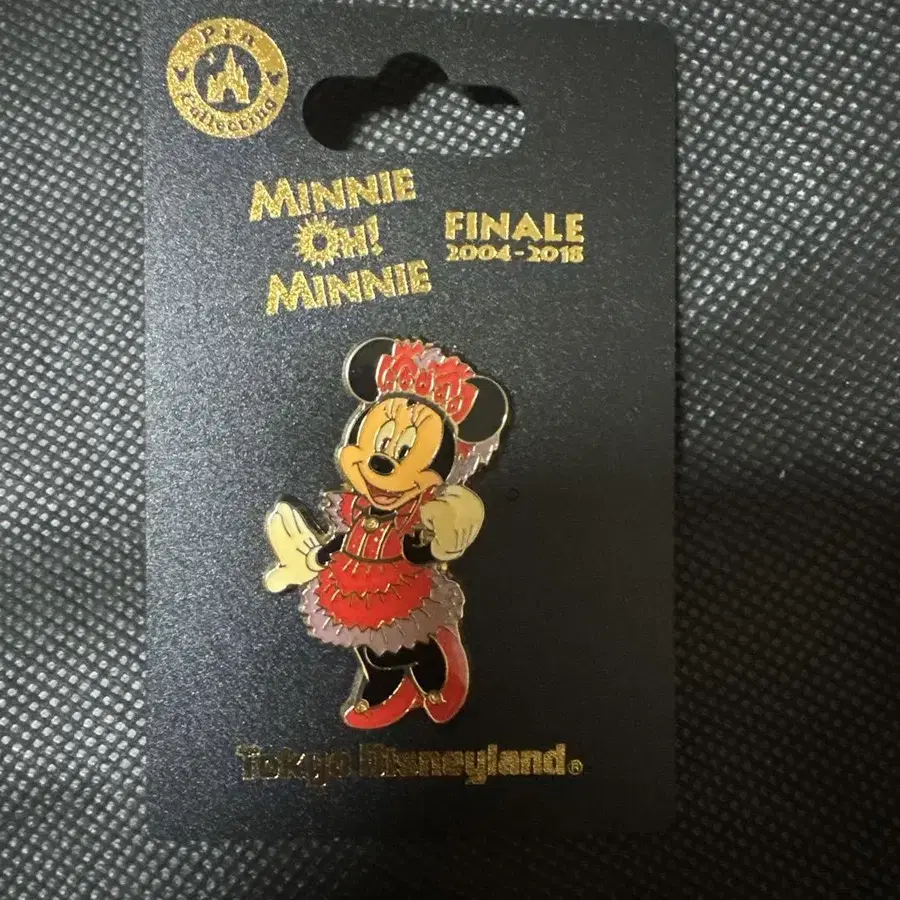 Pin
Collecting
MINNIE
OH!
MINNIE
FINALE
2004-2018
Tokyo Disneyland®